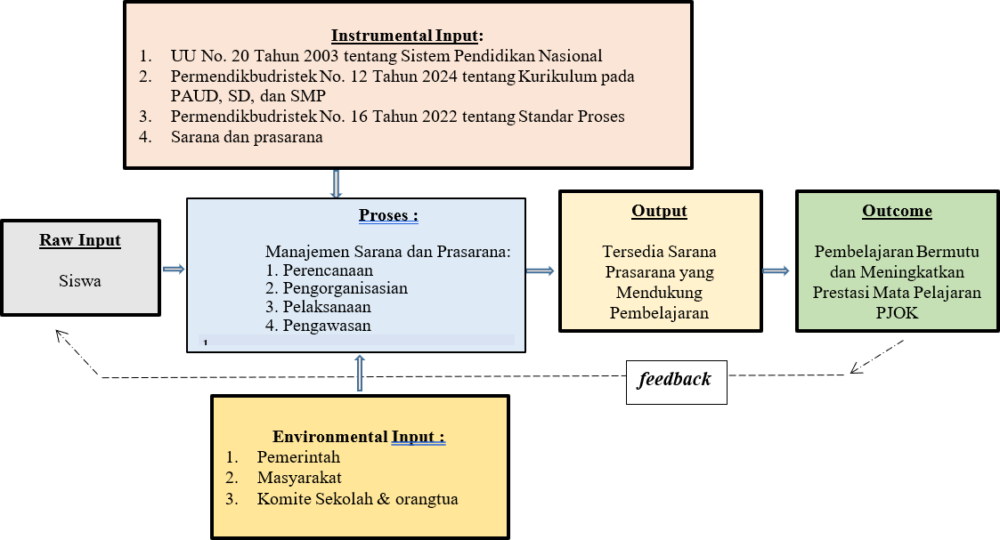 Instrumental Input:
1. UU No. 20 Tahun 2003 tentang Sistem Pendidikan Nasional
2. Permendikbudristek No. 12 Tahun 2024 tentang Kurikulum pada
PAUD, SD, dan SMP
3. Permendikbudristek No. 16 Tahun 2022 tentang Standar Proses
4. Sarana dan prasarana
Raw Input
Siswa
Proses :
Manajemen Sarana dan Prasarana:
1. Perencanaan
2. Pengorganisasian
3. Pelaksanaan
4. Pengawasan
Output
Tersedia Sarana
Prasarana yang
Mendukung
Pembelajaran
Outcome
Pembelajaran Bermutu
dan Meningkatkan
Prestasi Mata Pelajaran
PJOK
feedback
Environmental Input :
1. Pemerintah
2. Masyarakat
3. Komite Sekolah & orangtua